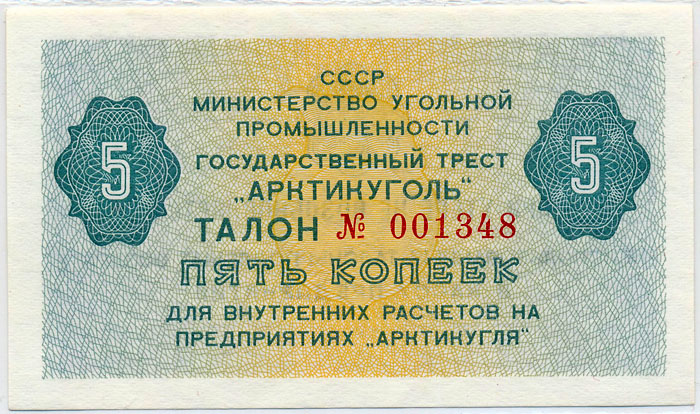 СССР
МИНИСТЕРСТВО УГОЛЬНОЙ
ПРОМЫШЛЕННОСТИ
ГОСУДАРСТВЕННЫЙ ТРЕСТ
5 „АРКТИКУГОЛЬ“ 5
ТАЛОН № 001348
ПЯТЬ КОПЕЕК
ДЛЯ ВНУТРЕННИХ РАСЧЕТОВ НА
ПРЕДПРИЯТИЯХ „АРКТИКУГЛЯ“